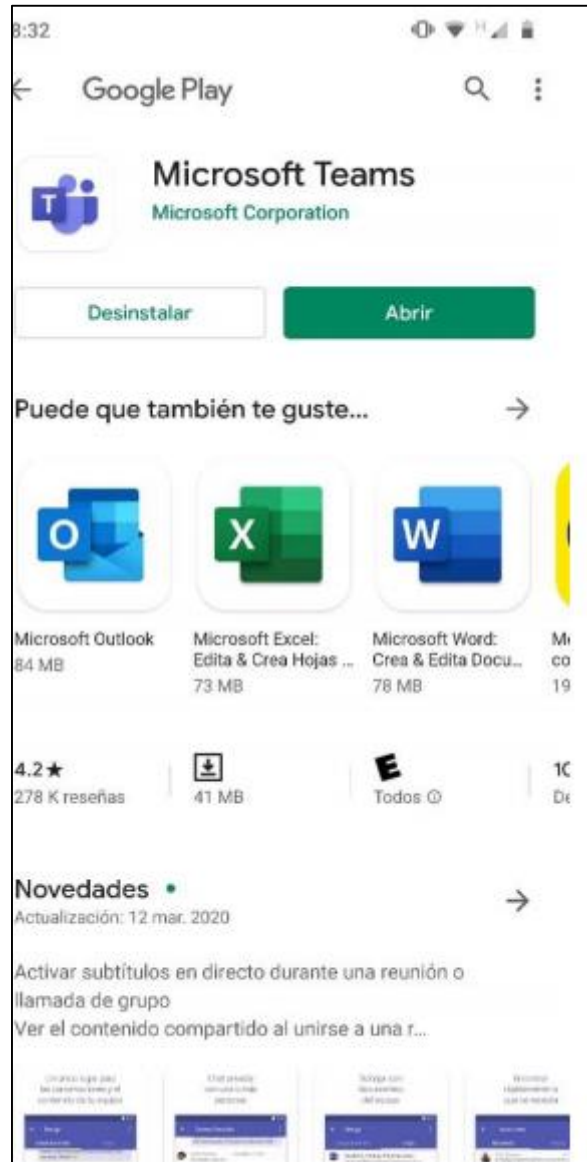 8:32
Google Play
Microsoft Teams
Microsoft Corporation
Desinstalar
Abrir
Puede que también te guste...
Microsoft Outlook
84 MB
Microsoft Excel:
Edita & Crea Hojas ...
73 MB
Microsoft Word:
Crea & Edita Docu...
78 MB
19
4.2★
278 K reseñas
41 MB
E
Todos
10
De
Novedades •
Actualización: 12 mar. 2020
Activar subtítulos en directo durante una reunión o
llamada de grupo
Ver el contenido compartido al unirse a una r...